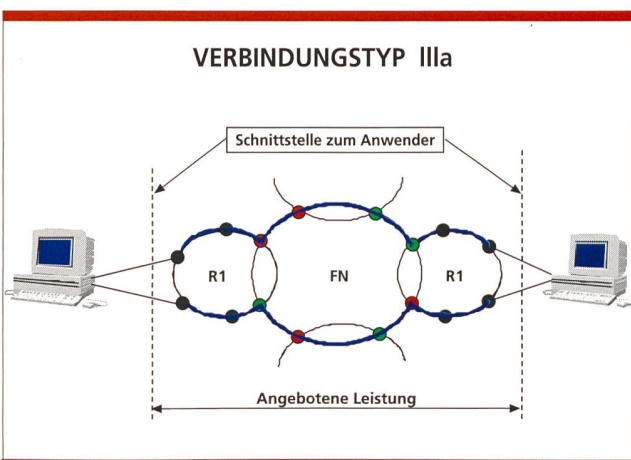 VERBINDUNGSTYP IIIa
Schnittstelle zum Anwender
R1
FN
R1
Angebotene Leistung